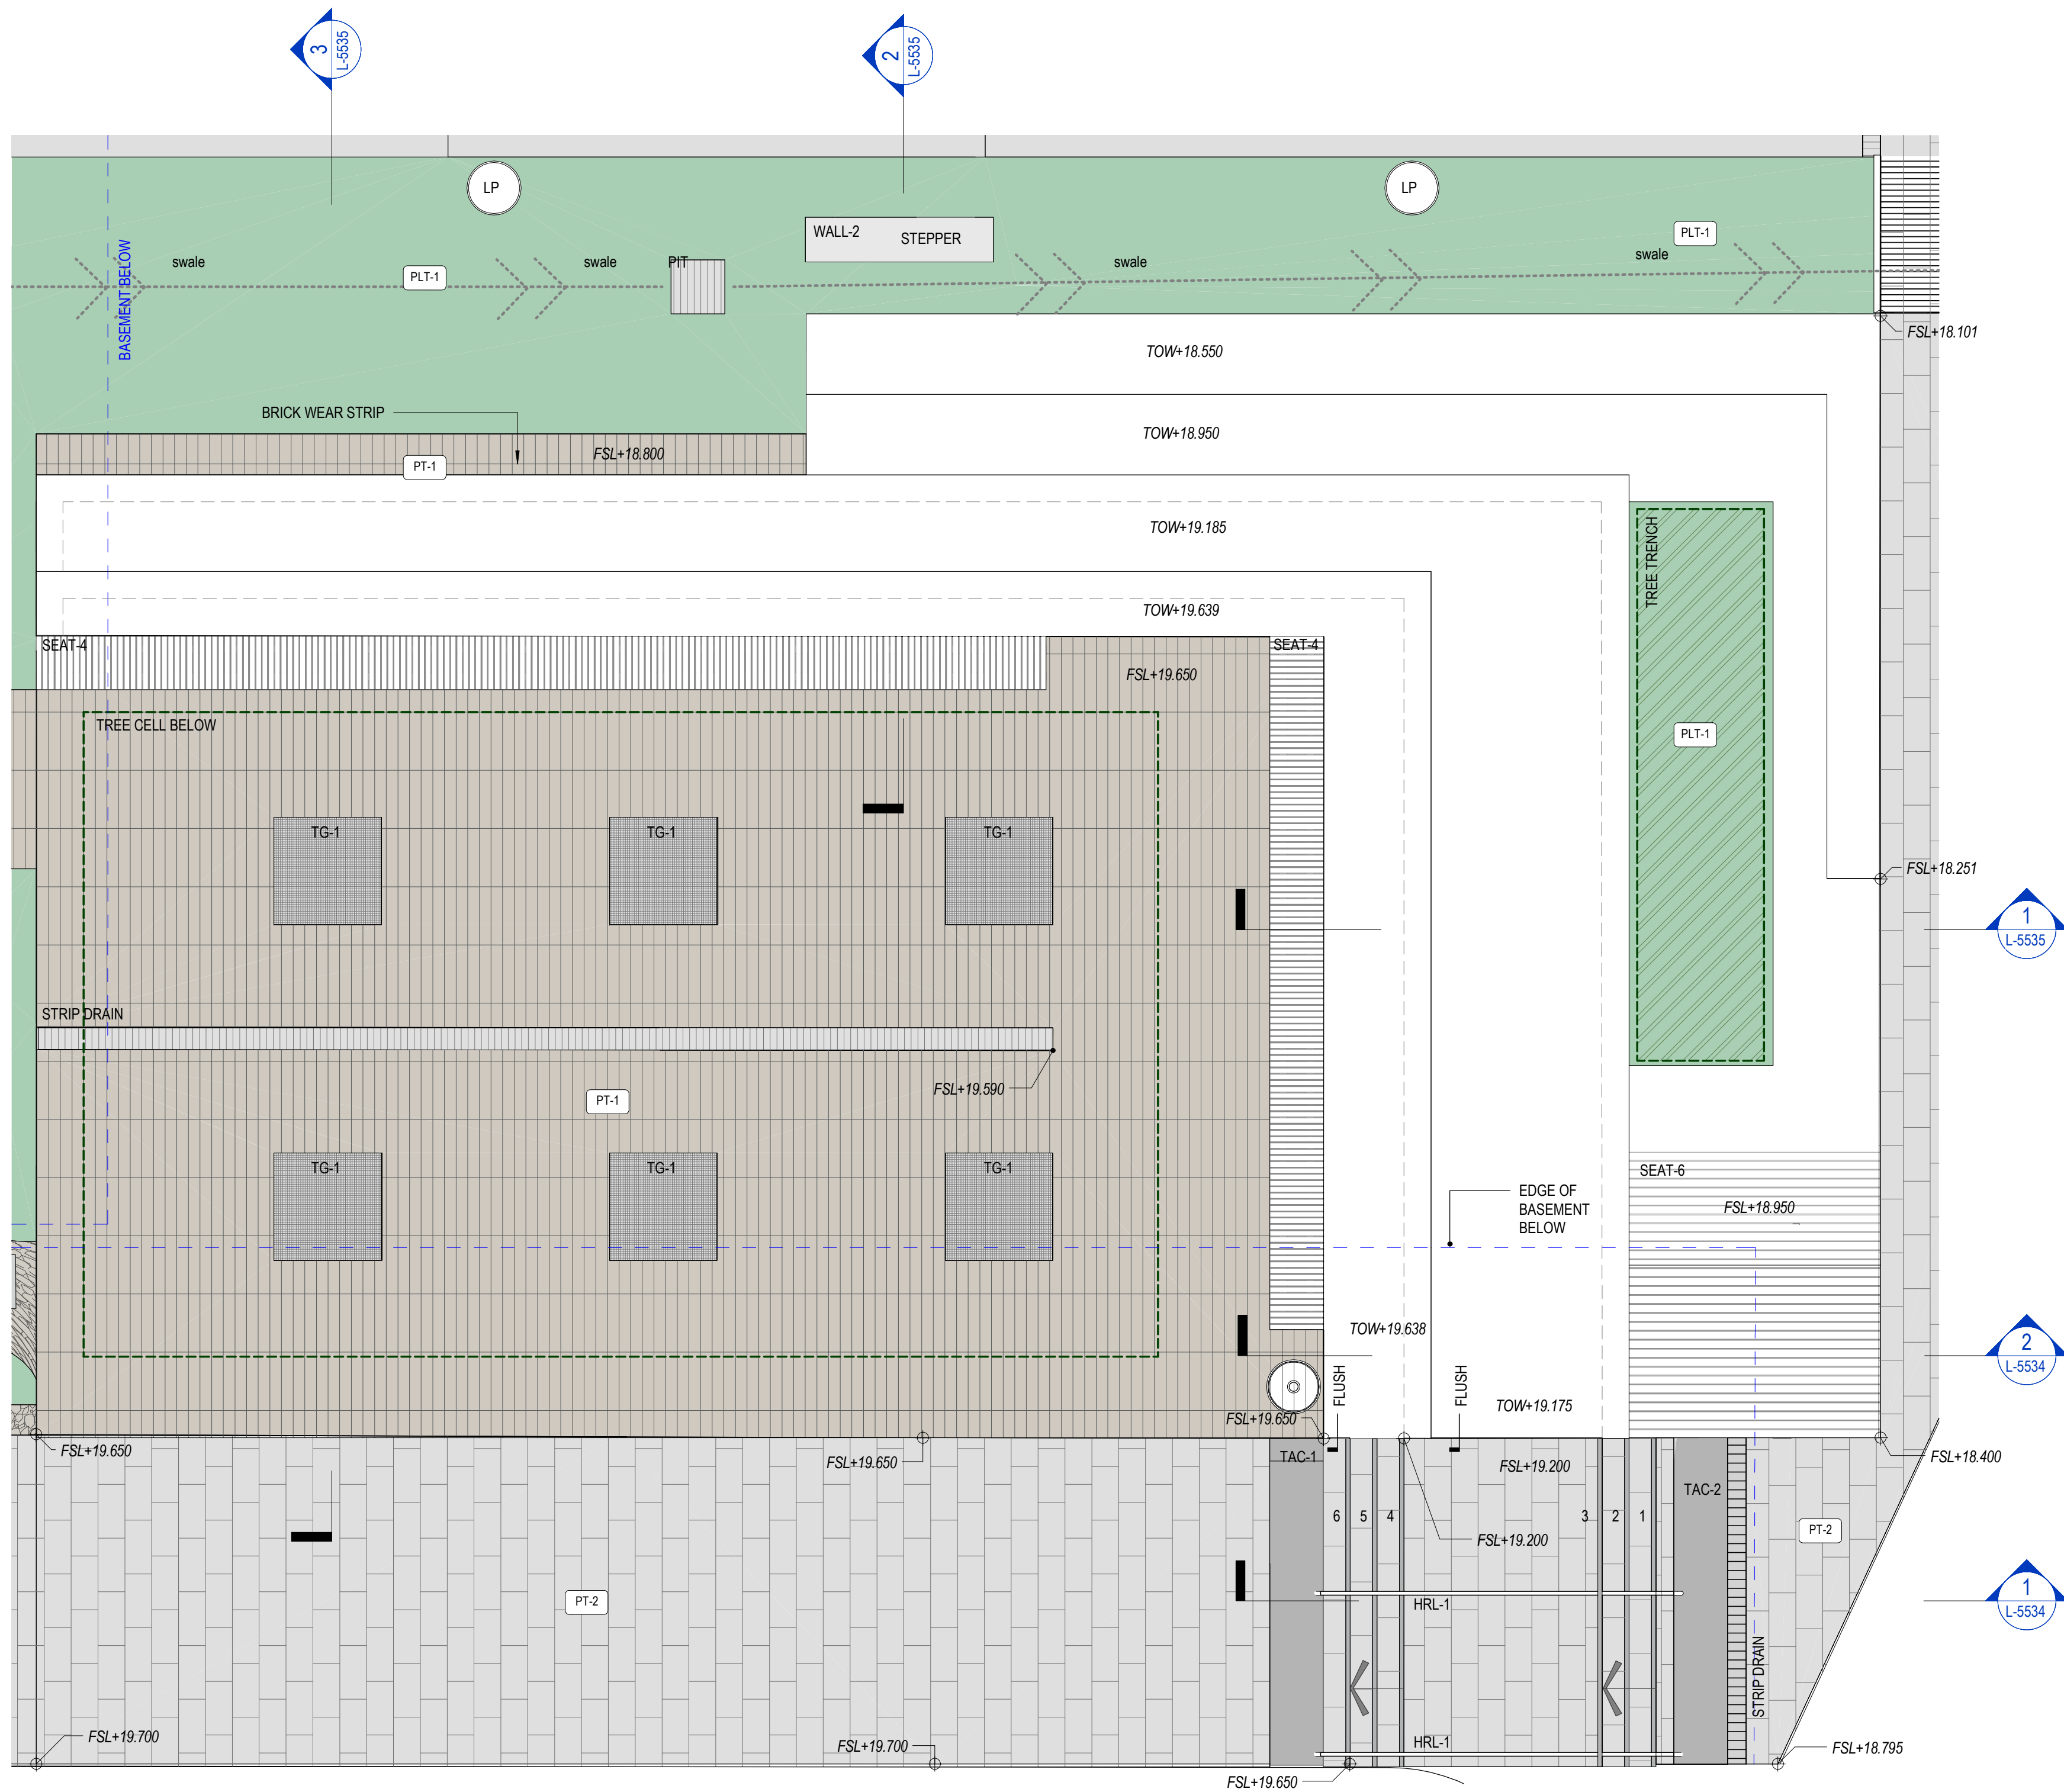 3
L-5535
2
L-5535
LP
LP
WALL-2
STEPPER
PLT-1
swale
PLT-1
swale
PIT
swale
swale
BASEMENT BELOW
FSL+18.101
TOW+18.550
BRICK WEAR STRIP
TOW+18.950
FSL+18.800
PT-1
TOW+19.185
TREE TRENCH
TOW+19.639
SEAT-4
SEAT-4
FSL+19.650
TREE CELL BELOW
PLT-1
TG-1
TG-1
TG-1
FSL+18.251
1
L-5535
STRIP DRAIN
FSL+19.590
PT-1
TG-1
TG-1
TG-1
SEAT-6
EDGE OF
BASEMENT
BELOW
FSL+18.950
TOW+19.638
2
L-5534
FLUSH
FLUSH
TOW+19.175
FSL+19.650
FSL+19.650
FSL+19.650
TAC-1
FSL+19.200
FSL+18.400
TAC-2
6
5
4
3
2
1
FSL+19.200
PT-2
PT-2
HRL-1
1
L-5534
STRIP DRAIN
FSL+19.700
FSL+19.700
HRL-1
FSL+18.795
FSL+19.650